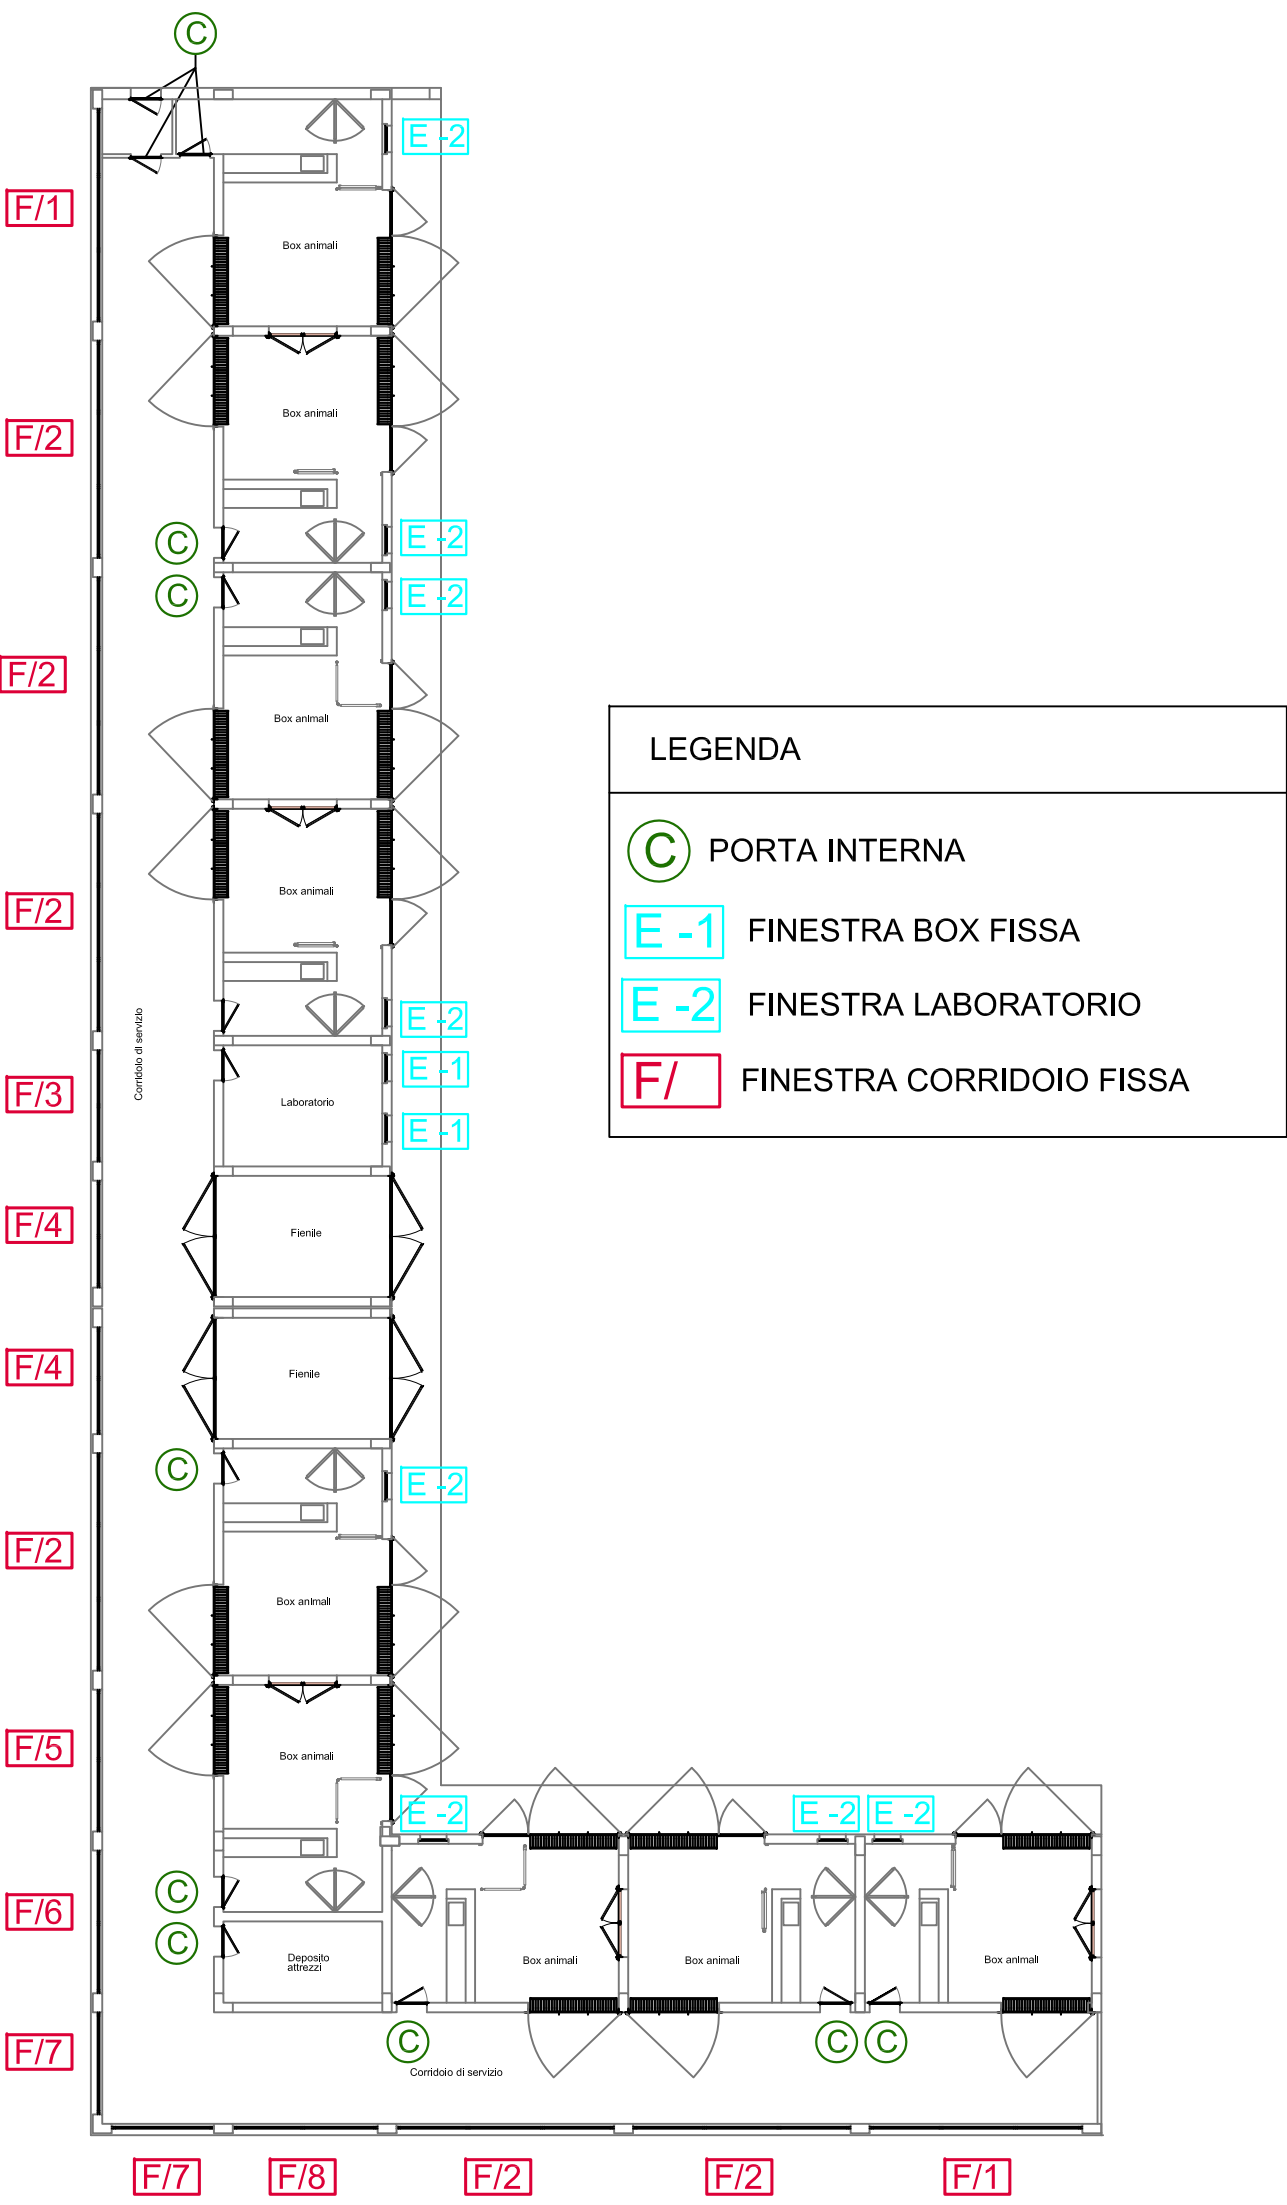 C
E -2
F/1
Box animali
F/2
Box animali
C
E -2
C
E -2
F/2
Box animali
LEGENDA
C PORTA INTERNA
E -1 FINESTRA BOX FISSA
E -2 FINESTRA LABORATORIO
F/ FINESTRA CORRIDOIO FISSA
F/2
Box animali
Corridoio di servizio
E -2
E -1
F/3
Laboratorio
E -1
F/4
Fienile
F/4
Fienile
C
E -2
F/2
Box animali
F/5
Box animali
E -2
E -2
E -2
C
F/6
C
Deposito
attrezzi
Box animali
Box animali
Box animali
F/7
C
C
C
Corridoio di servizio
F/7
F/8
F/2
F/2
F/1